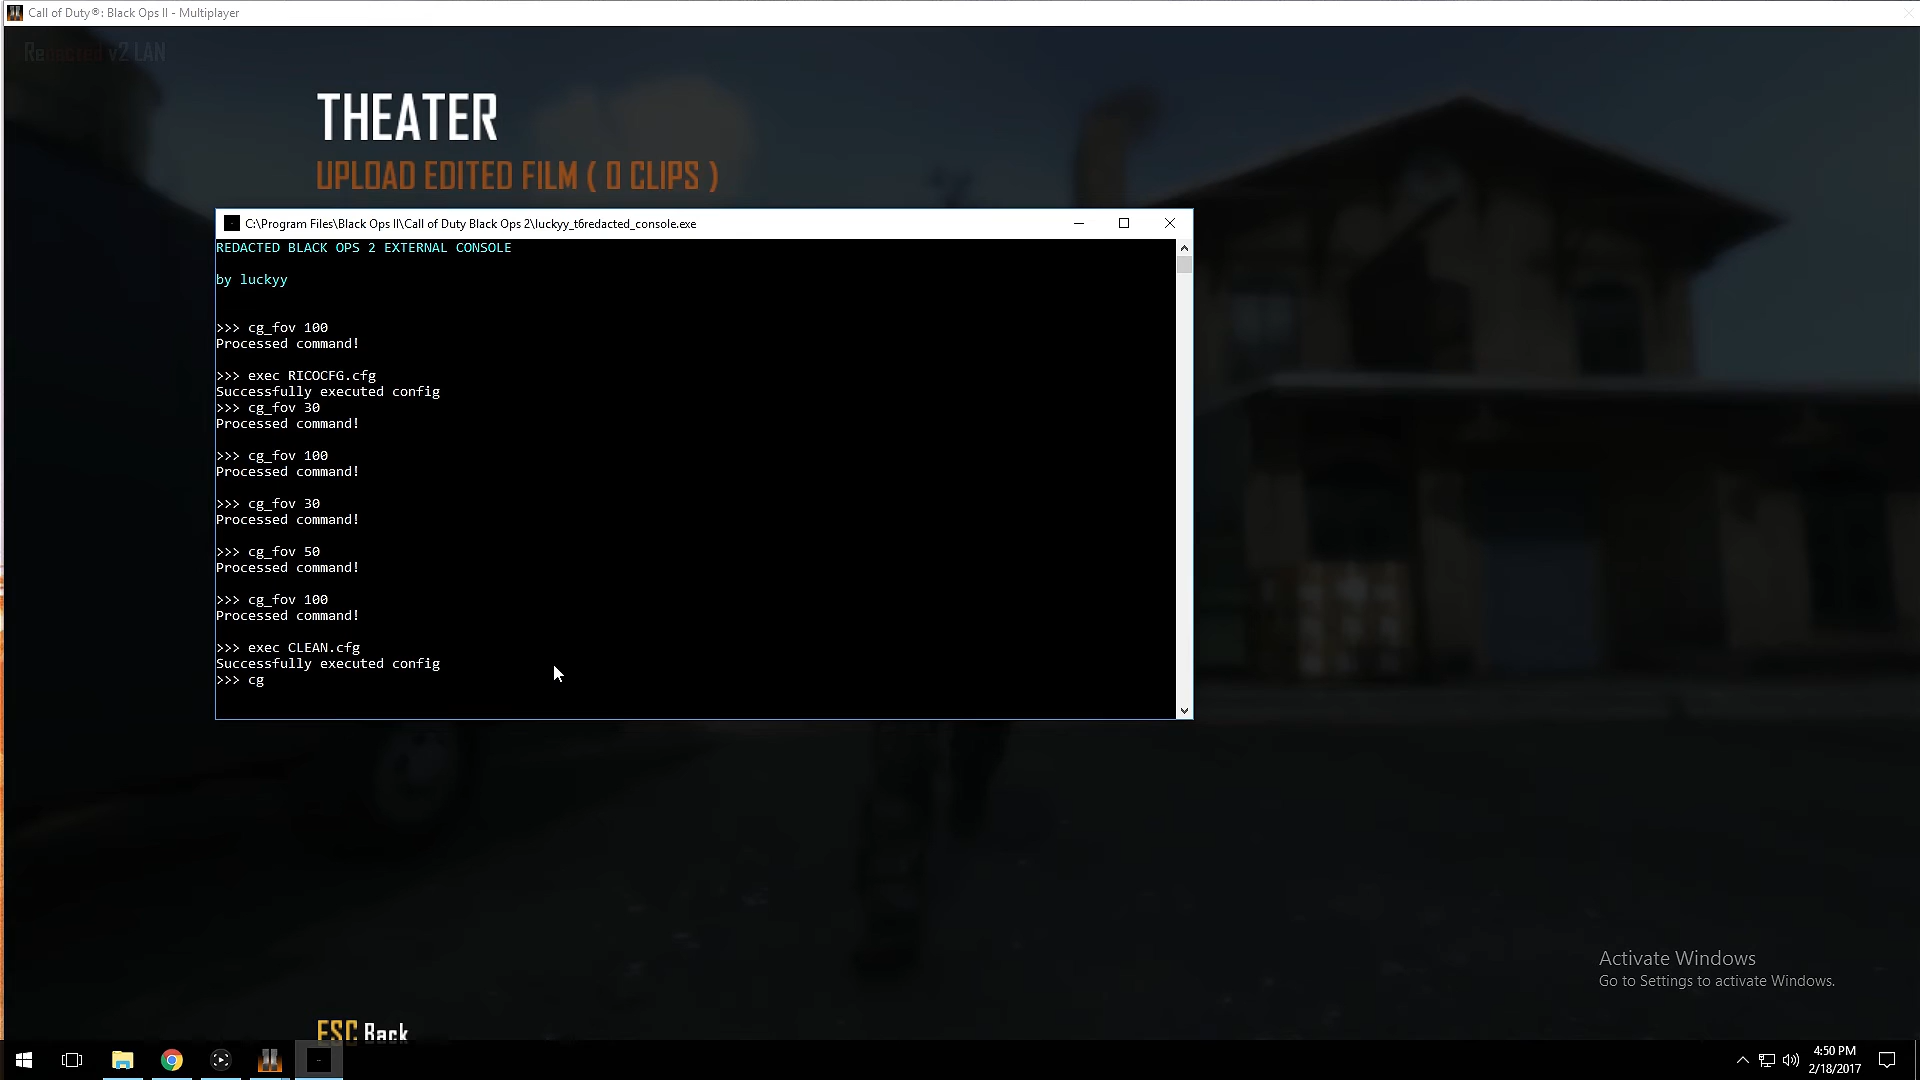 Call of Duty®: Black Ops II - Multiplayer
Redacted v2 LAN
THEATER
UPLOAD EDITED FILM ( 0 CLIPS )
C:\Program Files\Black Ops II\Call of Duty Black Ops 2\luckyy_t6redacted_console.exe
REDACTED BLACK OPS 2 EXTERNAL CONSOLE
by luckyy
>>> cg_fov 100
Processed command!
>>> exec RICOCFG.cfg
Successfully executed config
>>> cg_fov 30
Processed command!
>>> cg_fov 100
Processed command!
>>> cg_fov 30
Processed command!
>>> cg_fov 50
Processed command!
>>> cg_fov 100
Processed command!
>>> exec CLEAN.cfg
Successfully executed config
>>> cg
Activate Windows
Go to Settings to activate Windows.
ESC Back
4:50 PM
2/18/2017